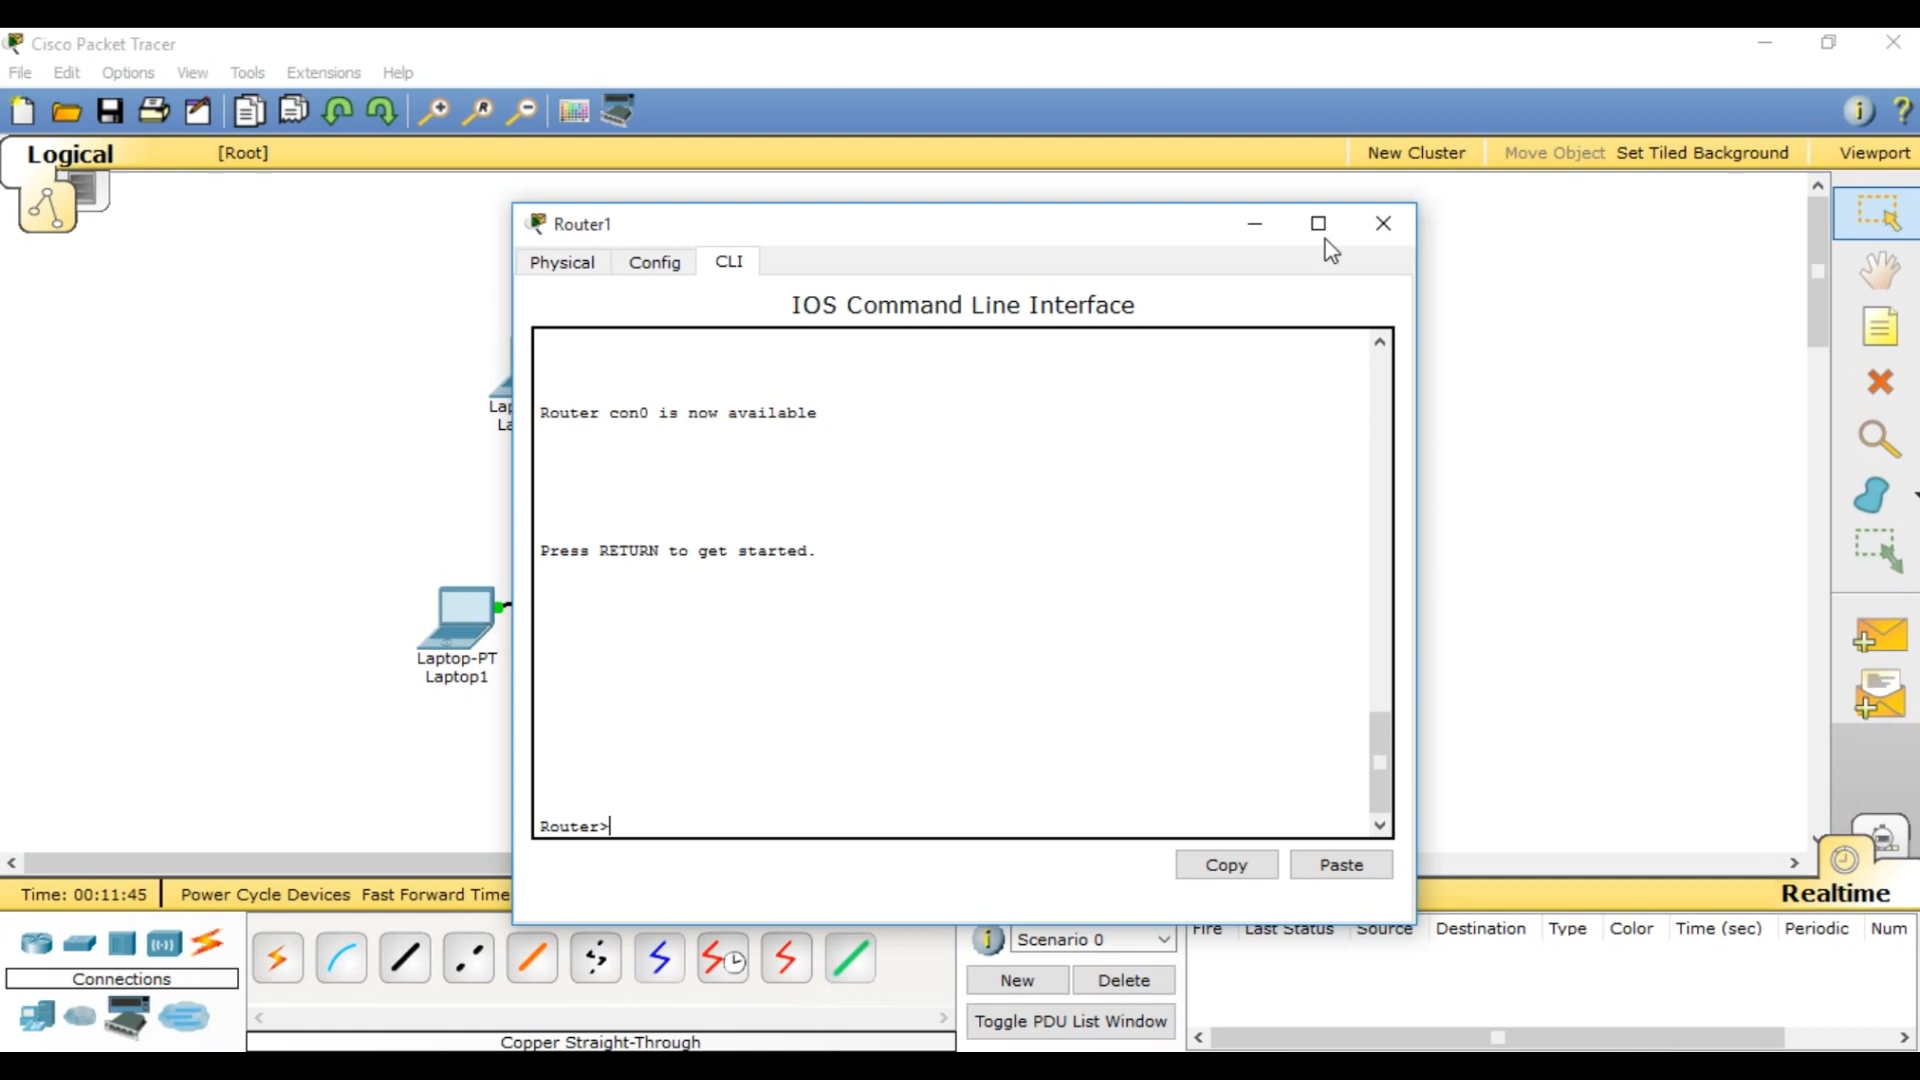 Cisco Packet Tracer
File Edit Options View Tools Extensions Help
Logical [Root] New Cluster Move Object Set Tiled Background Viewport
Router1
Physical Config CLI
IOS Command Line Interface
Router con0 is now available
Press RETURN to get started.
Router>
Laptop-PT
Laptop1
Copy Paste
Time: 00:11:45 Power Cycle Devices Fast Forward Time
Realtime
Scenario 0
Fire Last Status Source Destination Type Color Time (sec) Periodic Num
Connections
New Delete
Toggle PDU List Window
Copper Straight-Through